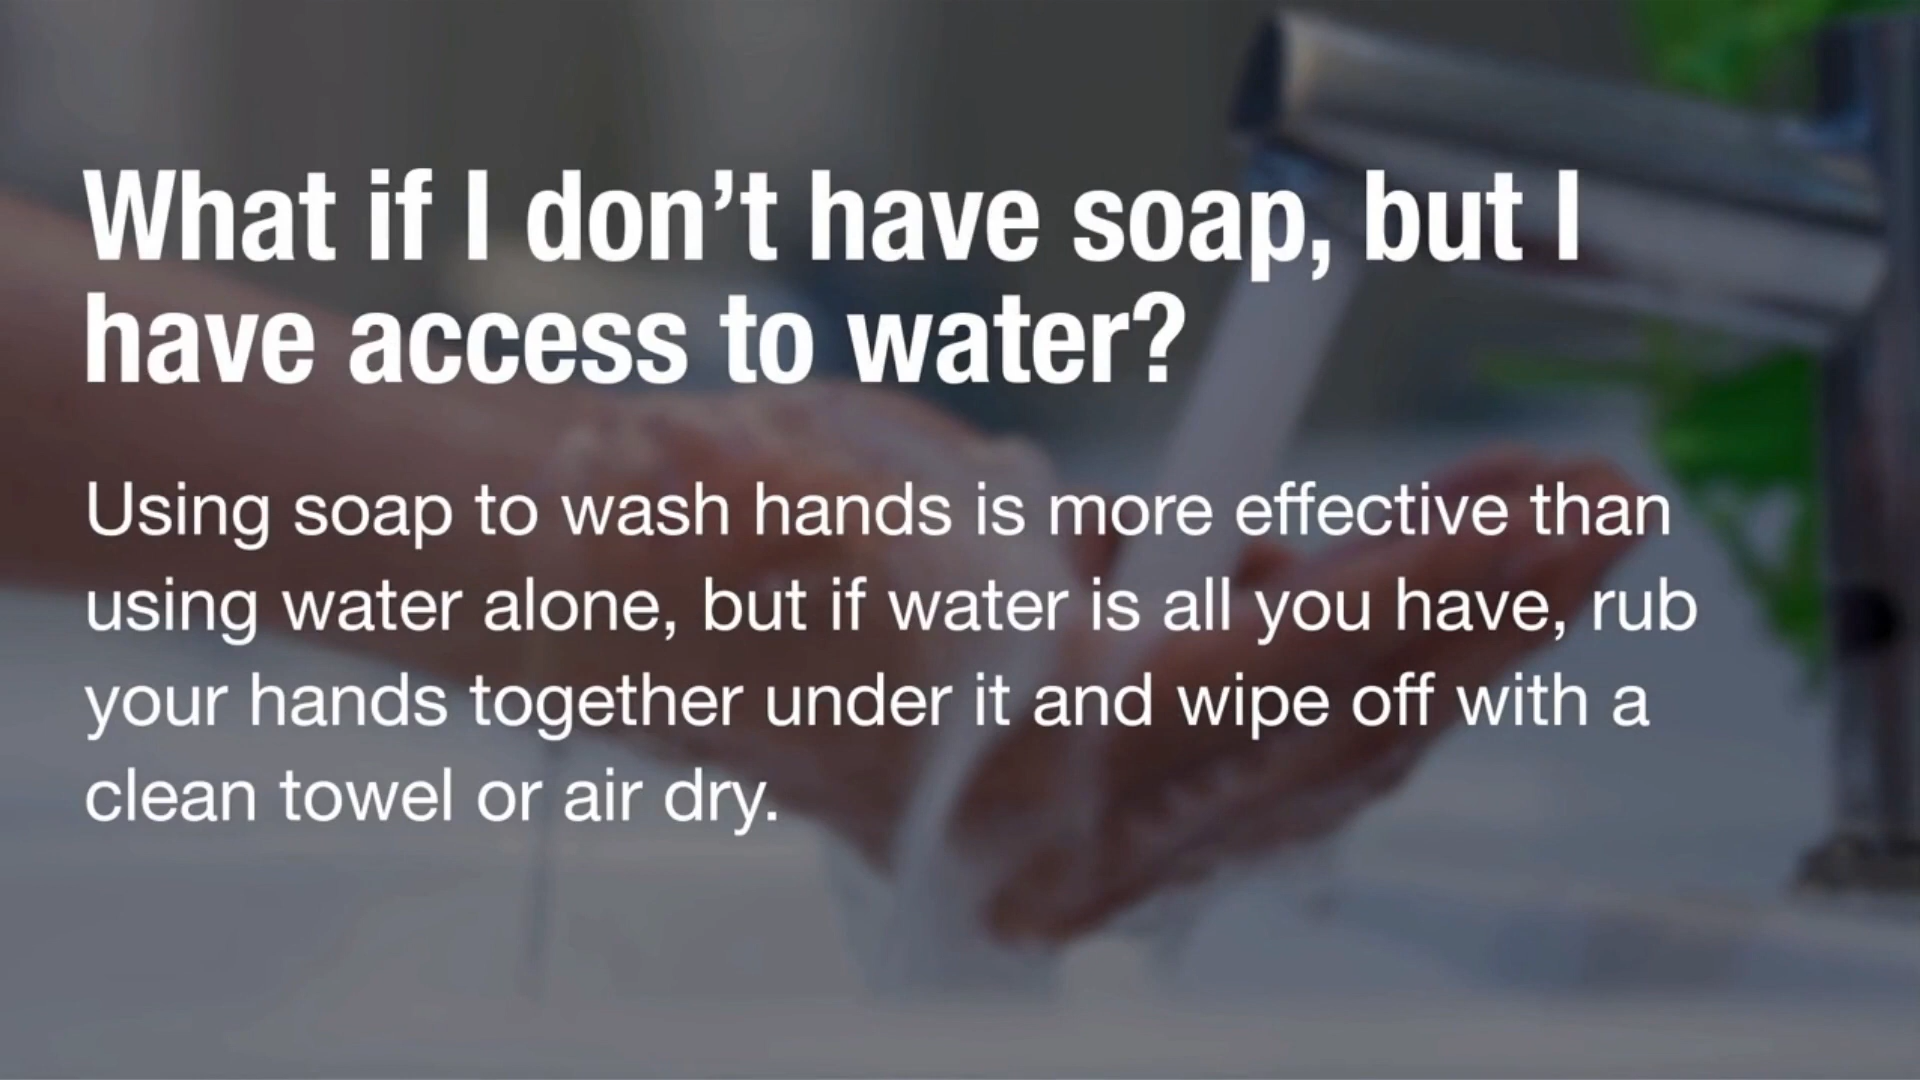 What if I don’t have soap, but I
have access to water?
Using soap to wash hands is more effective than
using water alone, but if water is all you have, rub
your hands together under it and wipe off with a
clean towel or air dry.